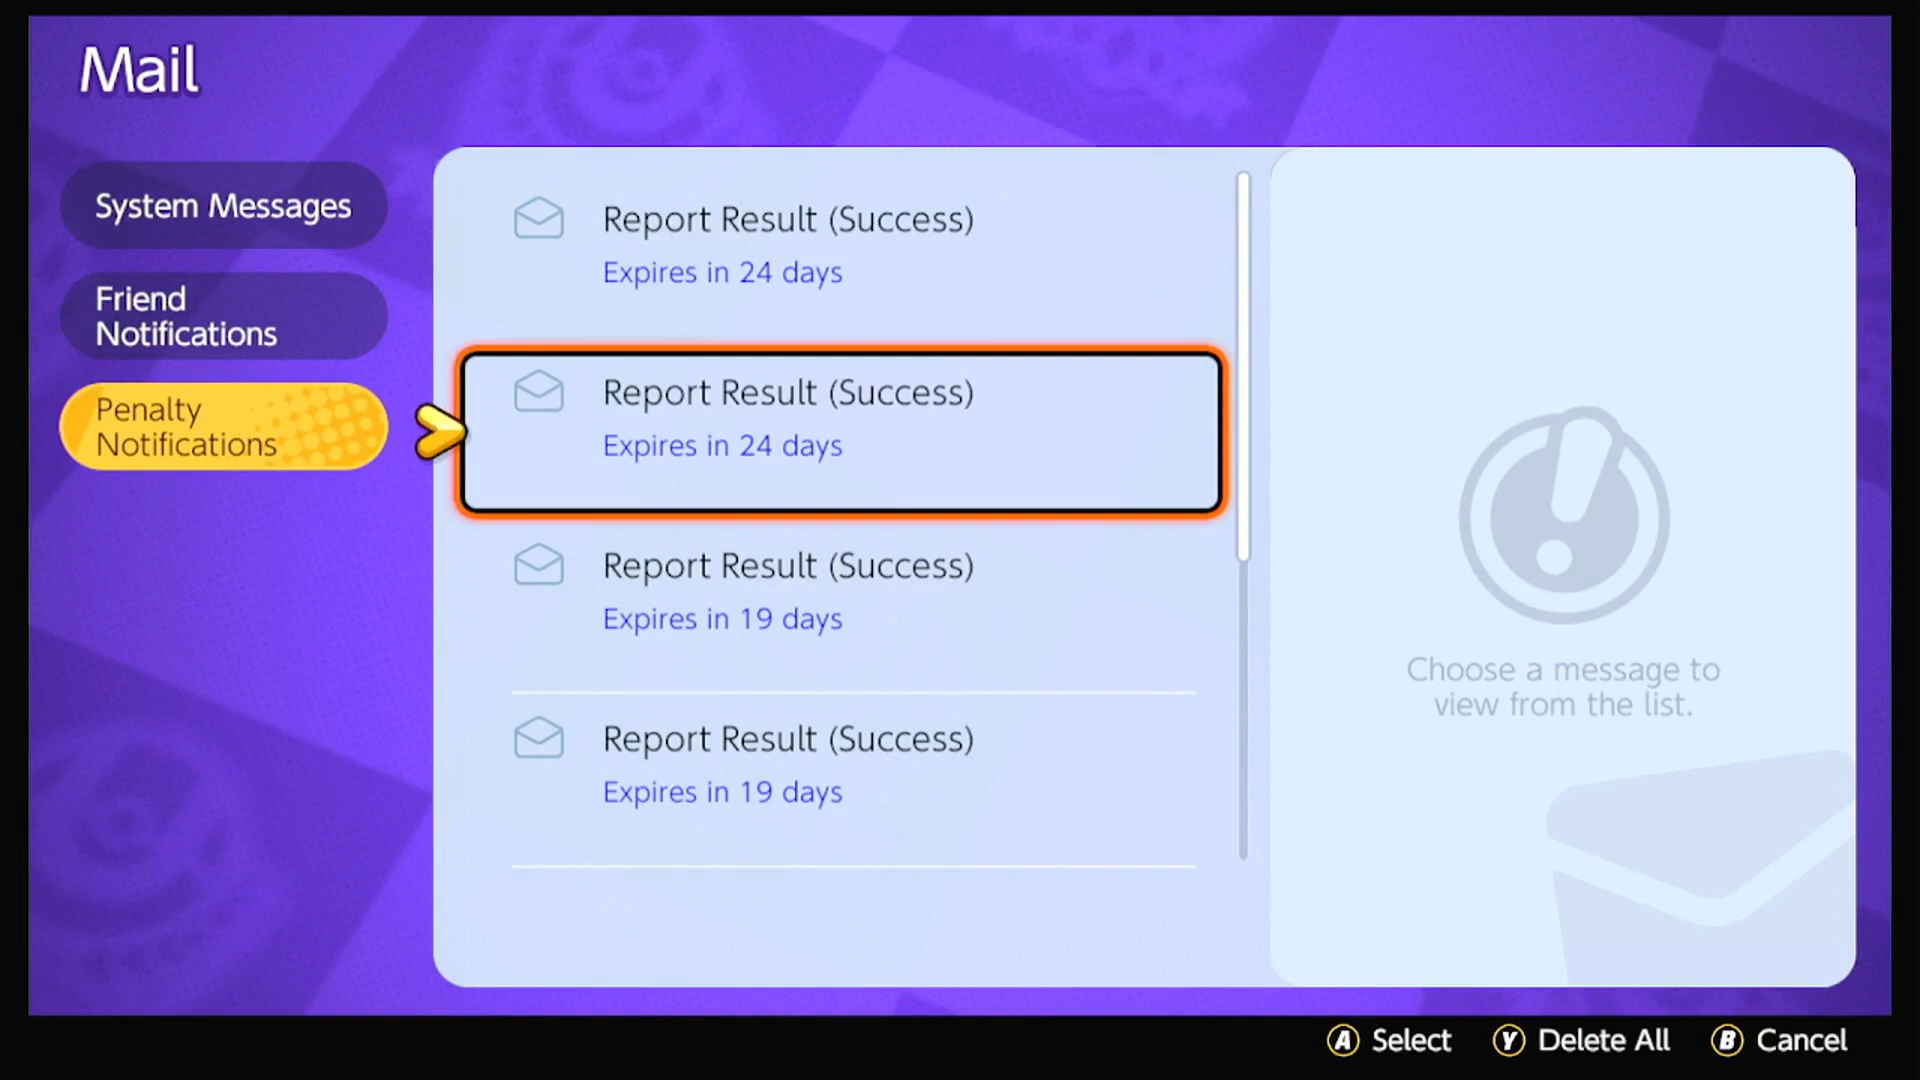 Mail
System Messages
Friend
Notifications
Penalty
Notifications
Report Result (Success)
Expires in 24 days
Report Result (Success)
Expires in 24 days
Report Result (Success)
Expires in 19 days
Report Result (Success)
Expires in 19 days
Choose a message to
view from the list.
A Select Y Delete All B Cancel